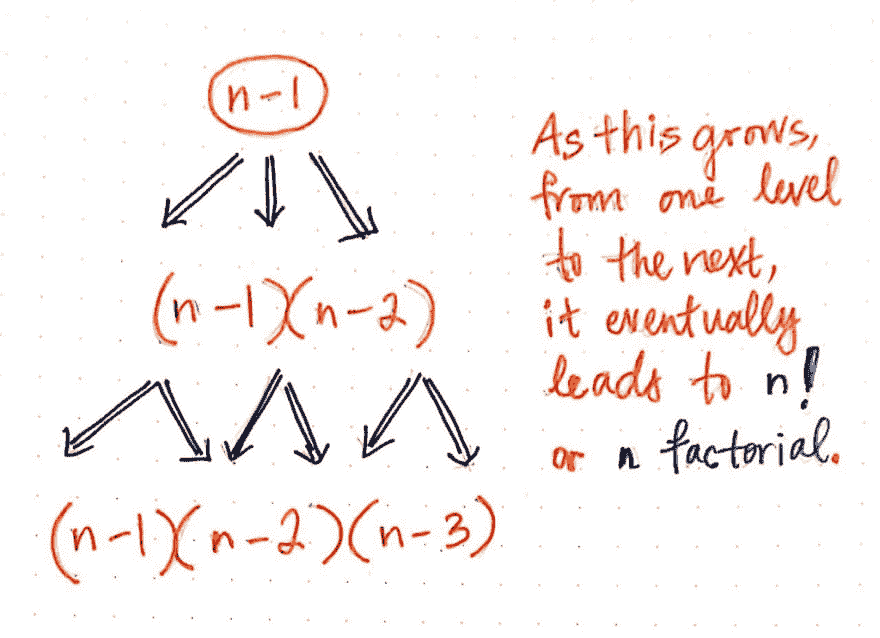 n-1
(n-1)(n-2)
(n-1)(n-2)(n-3)
As this grows,
from one level
to the next,
it eventually
leads to n!
or n factorial.